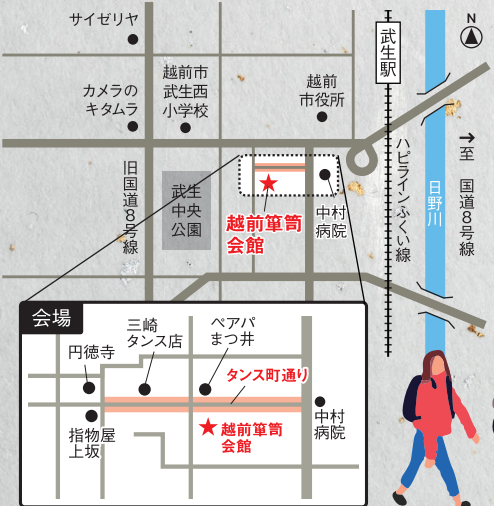 サイゼリヤ
カメラの
キタムラ
越前市
武生西
小学校
越前
市役所
武生駅
N
→至 国道8号線
ハピラインふくい線
日野川
旧国道8号線
武生
中央
公園
越前箪笥
会館
中村
病院
会場
円徳寺
三崎
タンス店
ペアパ
まつ井
タンス町通り
指物屋
上坂
越前箪笥
会館
中村
病院